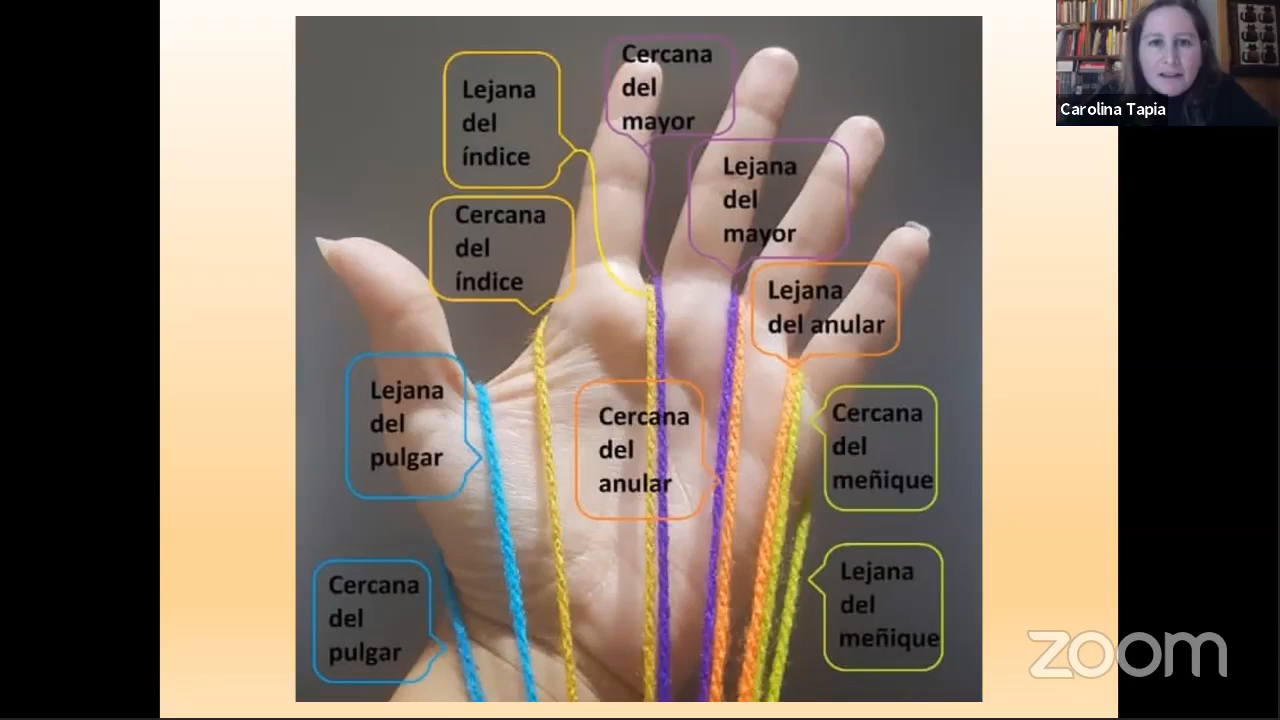 Cercana
del
mayor
Lejana
del
índice
Lejana
del
mayor
Cercana
del
índice
Lejana
del anular
Lejana
del
pulgar
Cercana
del
anular
Cercana
del
meñique
Cercana
del
pulgar
Lejana
del
meñique
Carolina Tapia
zoom